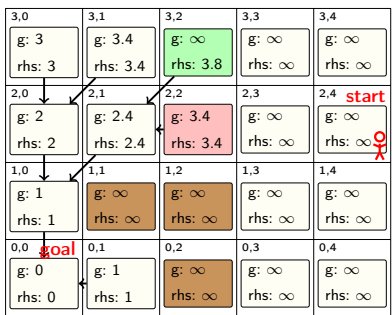 3,0 3,1 3,2 3,3 3,4
g: 3 g: 3.4 g: ∞ g: ∞ g: ∞
rhs: 3 rhs: 3.4 rhs: 3.8 rhs: ∞ rhs: ∞
2,0 2,1 2,2 2,3 2,4 start
g: 2 g: 2.4 g: 3.4 g: ∞ g: ∞
rhs: 2 rhs: 2.4 rhs: 3.4 rhs: ∞ rhs: ∞
1,0 1,1 1,2 1,3 1,4
g: 1 g: ∞ g: ∞ g: ∞ g: ∞
rhs: 1 rhs: ∞ rhs: ∞ rhs: ∞ rhs: ∞
0,0 goal 0,1 0,2 0,3 0,4
g: 0 g: 1 g: ∞ g: ∞ g: ∞
rhs: 0 rhs: 1 rhs: ∞ rhs: ∞ rhs: ∞